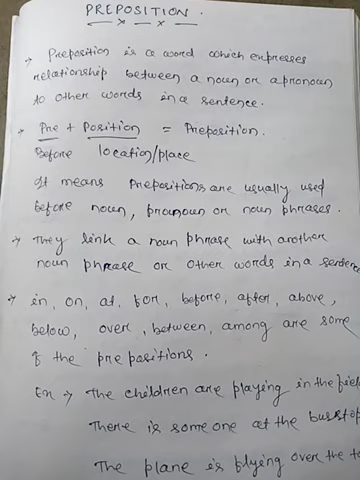 PREPOSITION.
→ Preposition is a word which expresses
relationship between a noun or a pronoun
to other words in a sentence.
→ Pre + Position = Preposition.
Before location/place
It means Prepositions are usually used
before noun, pronoun or noun phrases.
→ They link a noun phrase with another
noun phrase or other words in a sentence
→ in, on, at, for, before, after, above,
below, over, between, among are some
of the prepositions.
Ex → The children are playing in the field
There is some one at the bus stop
The plane is flying over the